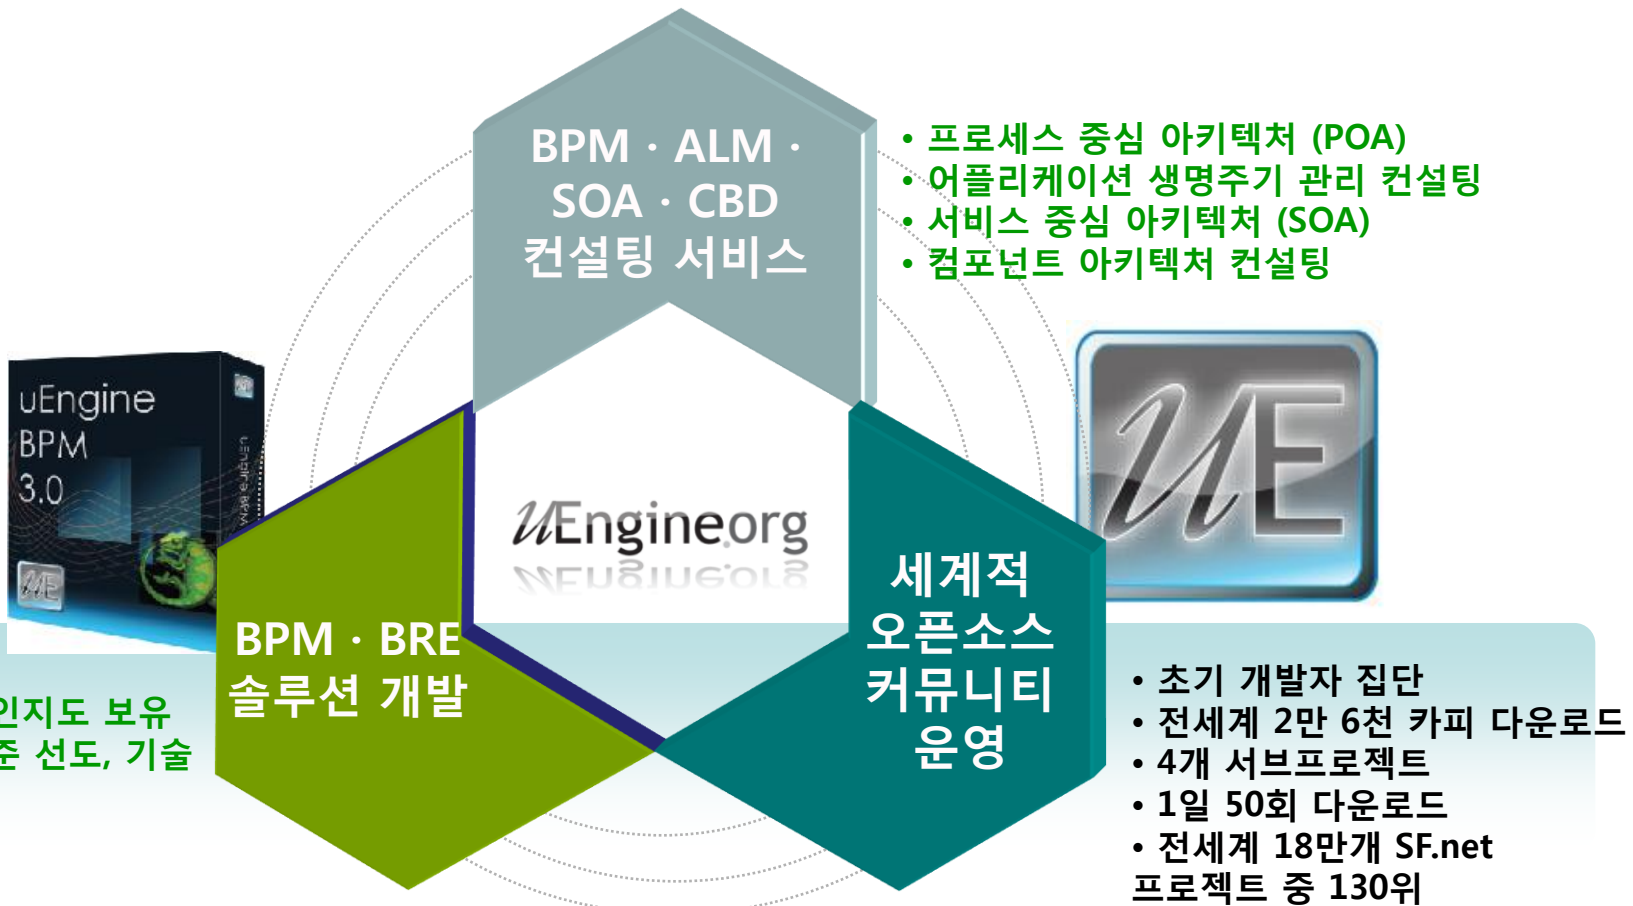 BPM · ALM ·
SOA · CBD
컨설팅 서비스
• 프로세스 중심 아키텍처 (POA)
• 어플리케이션 생명주기 관리 컨설팅
• 서비스 중심 아키텍처 (SOA)
• 컴포넌트 아키텍처 컨설팅
uEngine
BPM
3.0
uEngine BPM
UE
UE
uEngine.org
BPM · BRE
솔루션 개발
인지도 보유
준 선도, 기술
세계적
오픈소스
커뮤니티
운영
• 초기 개발자 집단
• 전세계 2만 6천 카피 다운로드
• 4개 서브프로젝트
• 1일 50회 다운로드
• 전세계 18만개 SF.net
프로젝트 중 130위